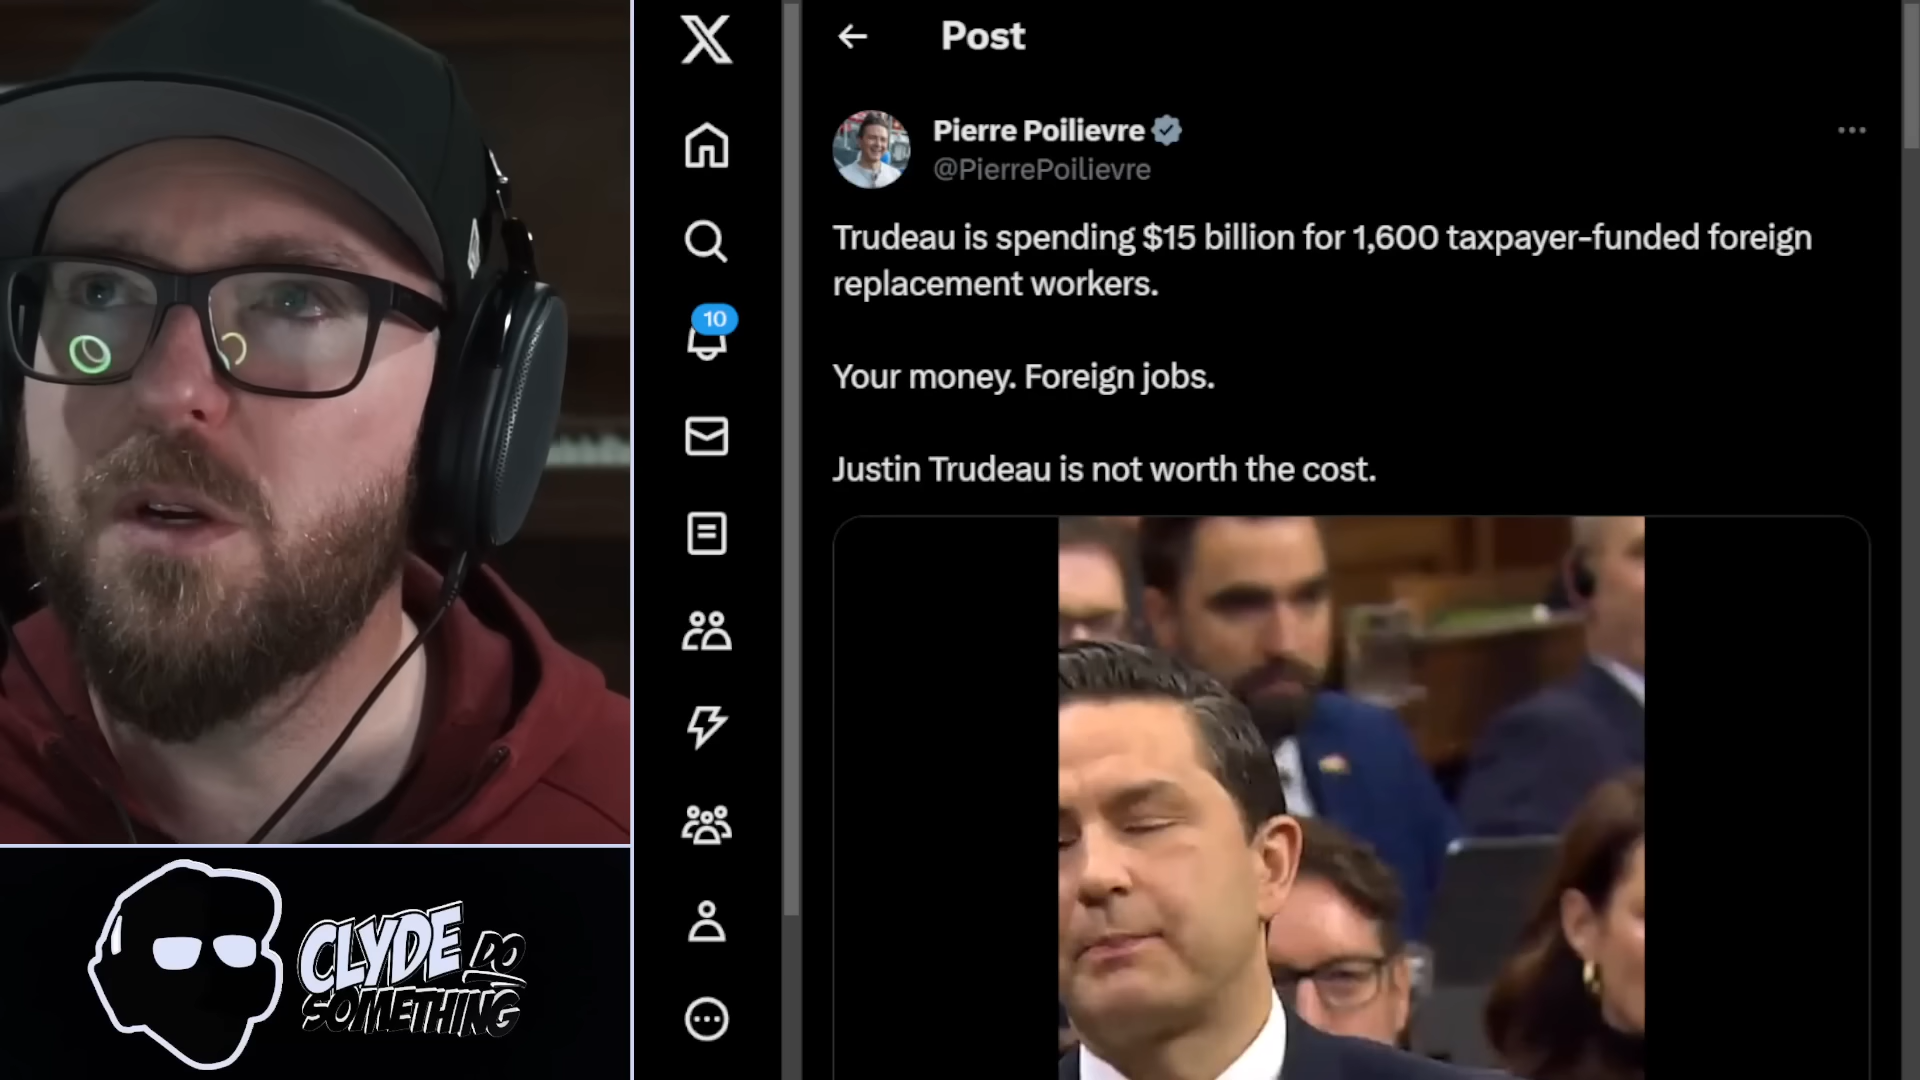 Post
Pierre Poilievre
@PierrePoilievre
Trudeau is spending $15 billion for 1,600 taxpayer-funded foreign
replacement workers.
Your money. Foreign jobs.
Justin Trudeau is not worth the cost.
10
CLYDE DO
SOMETHING